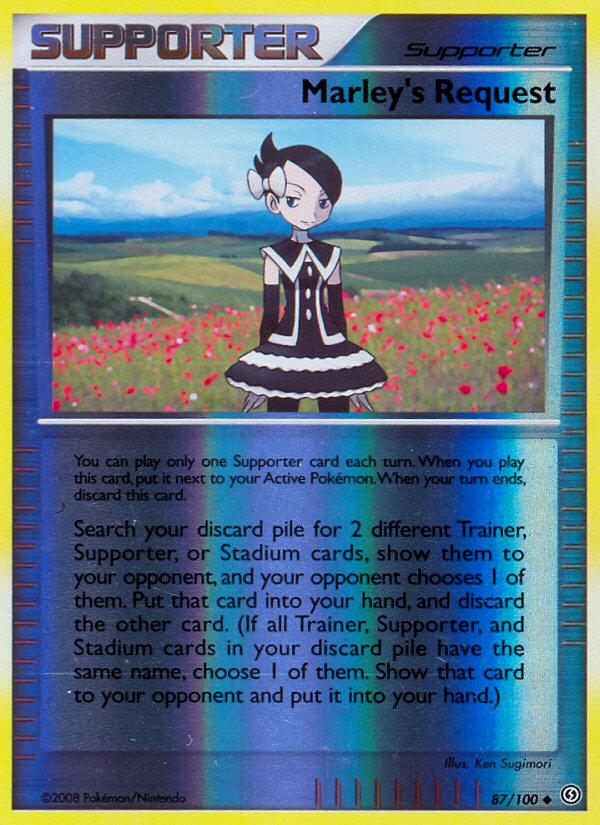 SUPPORTER
Supporter
Marley's Request
You can play only one Supporter card each turn. When you play
this card, put it next to your Active Pokémon. When your turn ends,
discard this card.
Search your discard pile for 2 different Trainer,
Supporter, or Stadium cards, show them to
your opponent, and your opponent chooses 1 of
them. Put that card into your hand, and discard
the other card. (If all Trainer, Supporter, and
Stadium cards in your discard pile have the
same name, choose 1 of them. Show that card
to your opponent and put it into your hand.)
Illus. Ken Sugimori
©2008 Pokémon/Nintendo
87/100